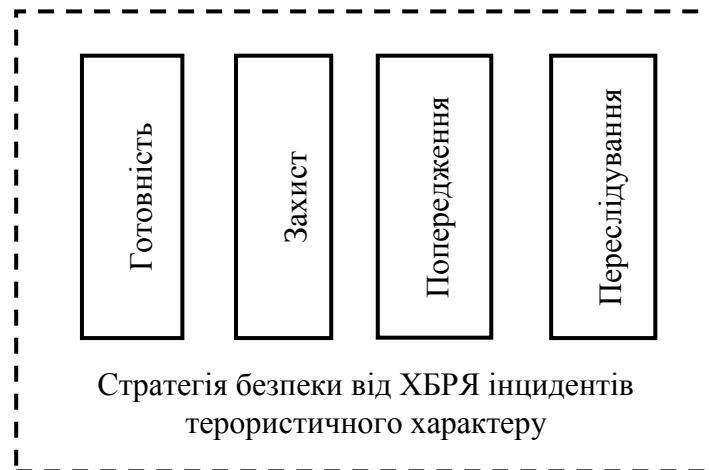 Готовність
Захист
Попередження
Переслідування
Стратегія безпеки від ХБРЯ інцидентів
терористичного характеру